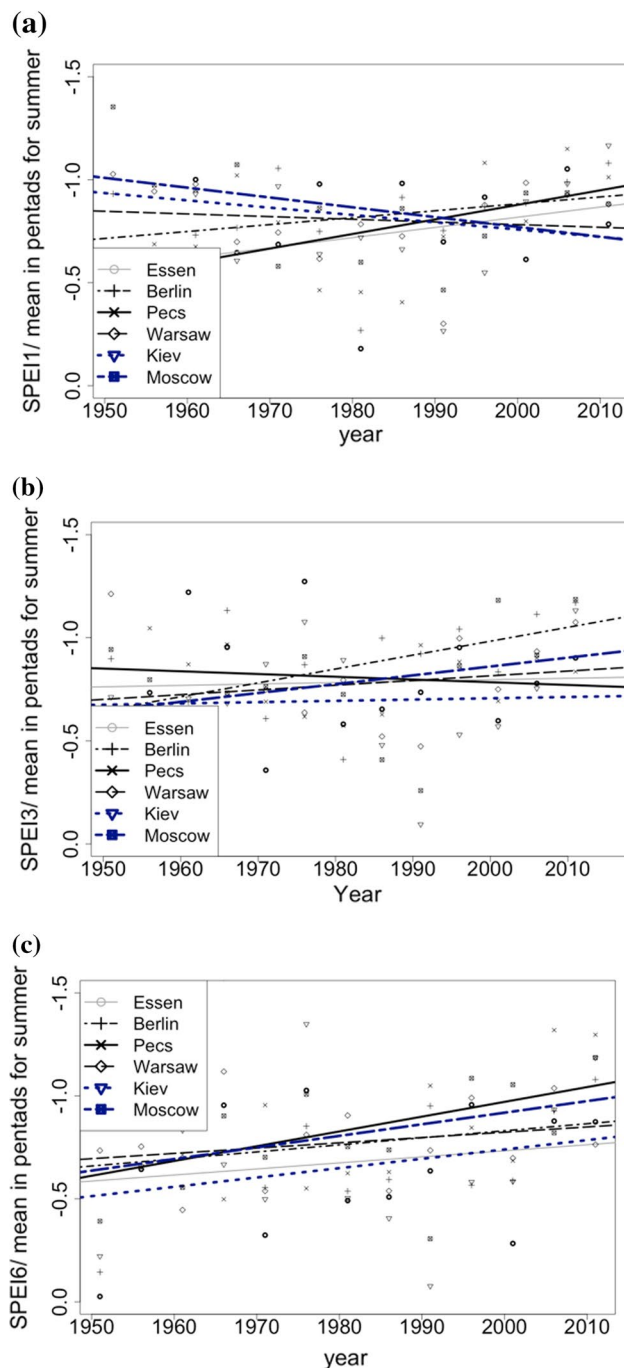 (a)
SPEI1/ mean in pentads for summer
-1.5
-1.0
-0.5
0.0
Essen
Berlin
Pecs
Warsaw
Kiev
Moscow
1950 1960 1970 1980 1990 2000 2010
year
(b)
SPEI3/ mean in pentads for summer
-1.5
-1.0
-0.5
0.0
Essen
Berlin
Pecs
Warsaw
Kiev
Moscow
1950 1960 1970 1980 1990 2000 2010
Year
(c)
SPEI6/ mean in pentads for summer
-1.5
-1.0
-0.5
0.0
Essen
Berlin
Pecs
Warsaw
Kiev
Moscow
1950 1960 1970 1980 1990 2000 2010
year